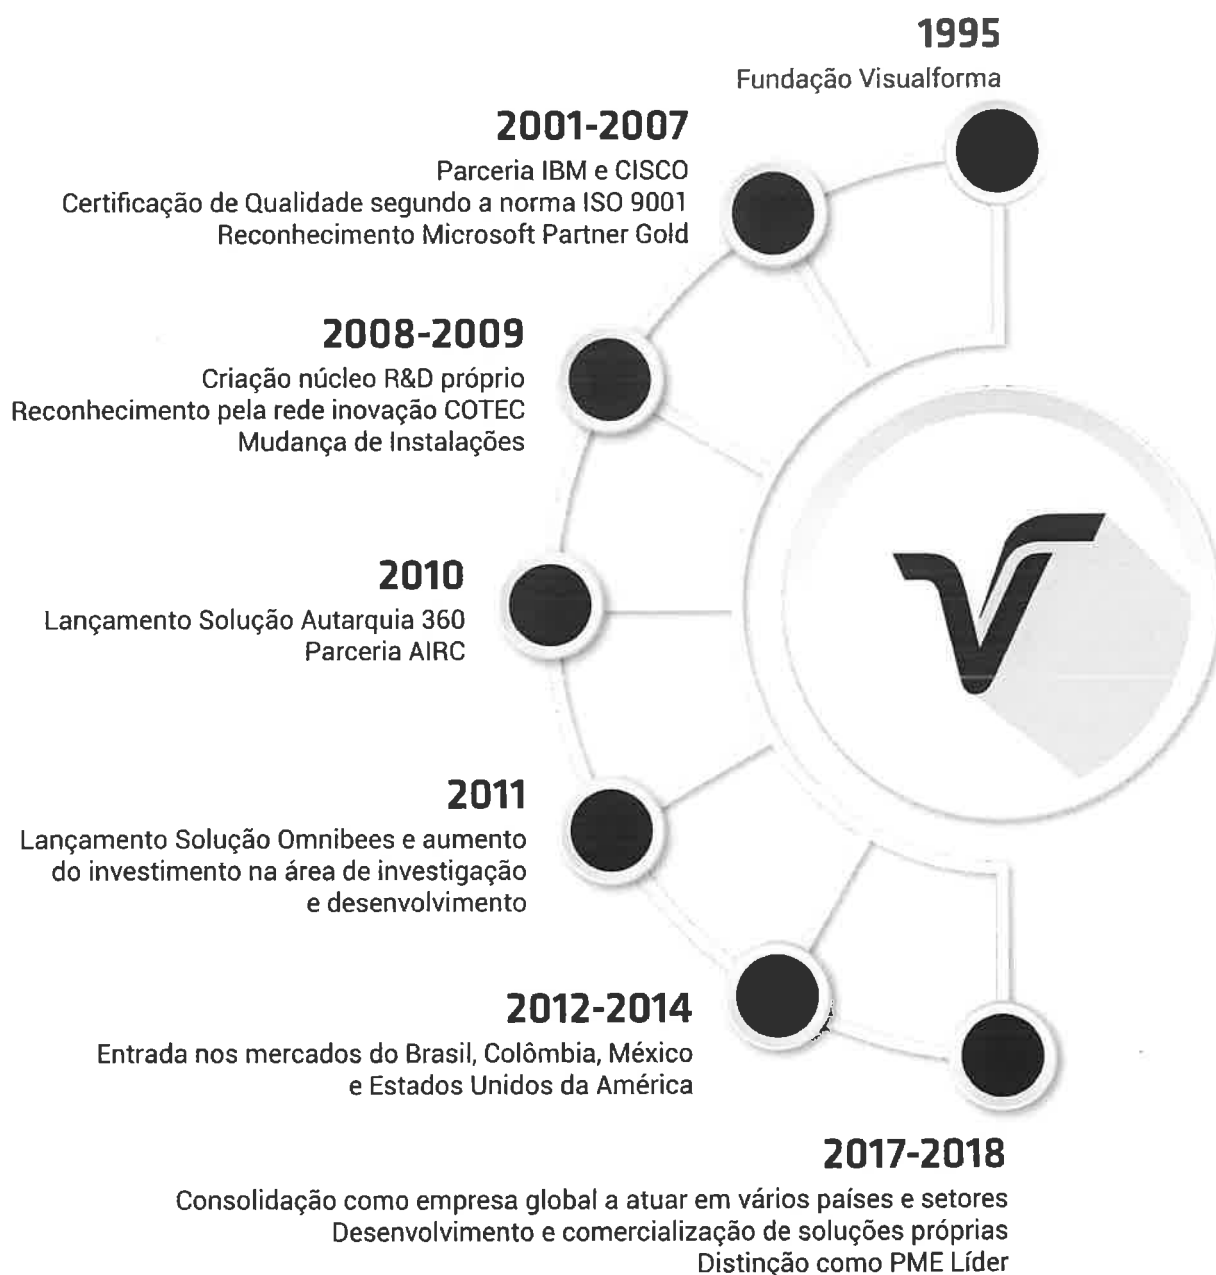 1995
Fundação Visualforma
2001-2007
Parceria IBM e CISCO
Certificação de Qualidade segundo a norma ISO 9001
Reconhecimento Microsoft Partner Gold
2008-2009
Criação núcleo R&D próprio
Reconhecimento pela rede inovação COTEC
Mudança de Instalações
2010
Lançamento Solução Autarquia 360
Parceria AIRC
2011
Lançamento Solução Omnibees e aumento
do investimento na área de investigação
e desenvolvimento
2012-2014
Entrada nos mercados do Brasil, Colômbia, México
e Estados Unidos da América
2017-2018
Consolidação como empresa global a atuar em vários países e setores
Desenvolvimento e comercialização de soluções próprias
Distinção como PME Líder